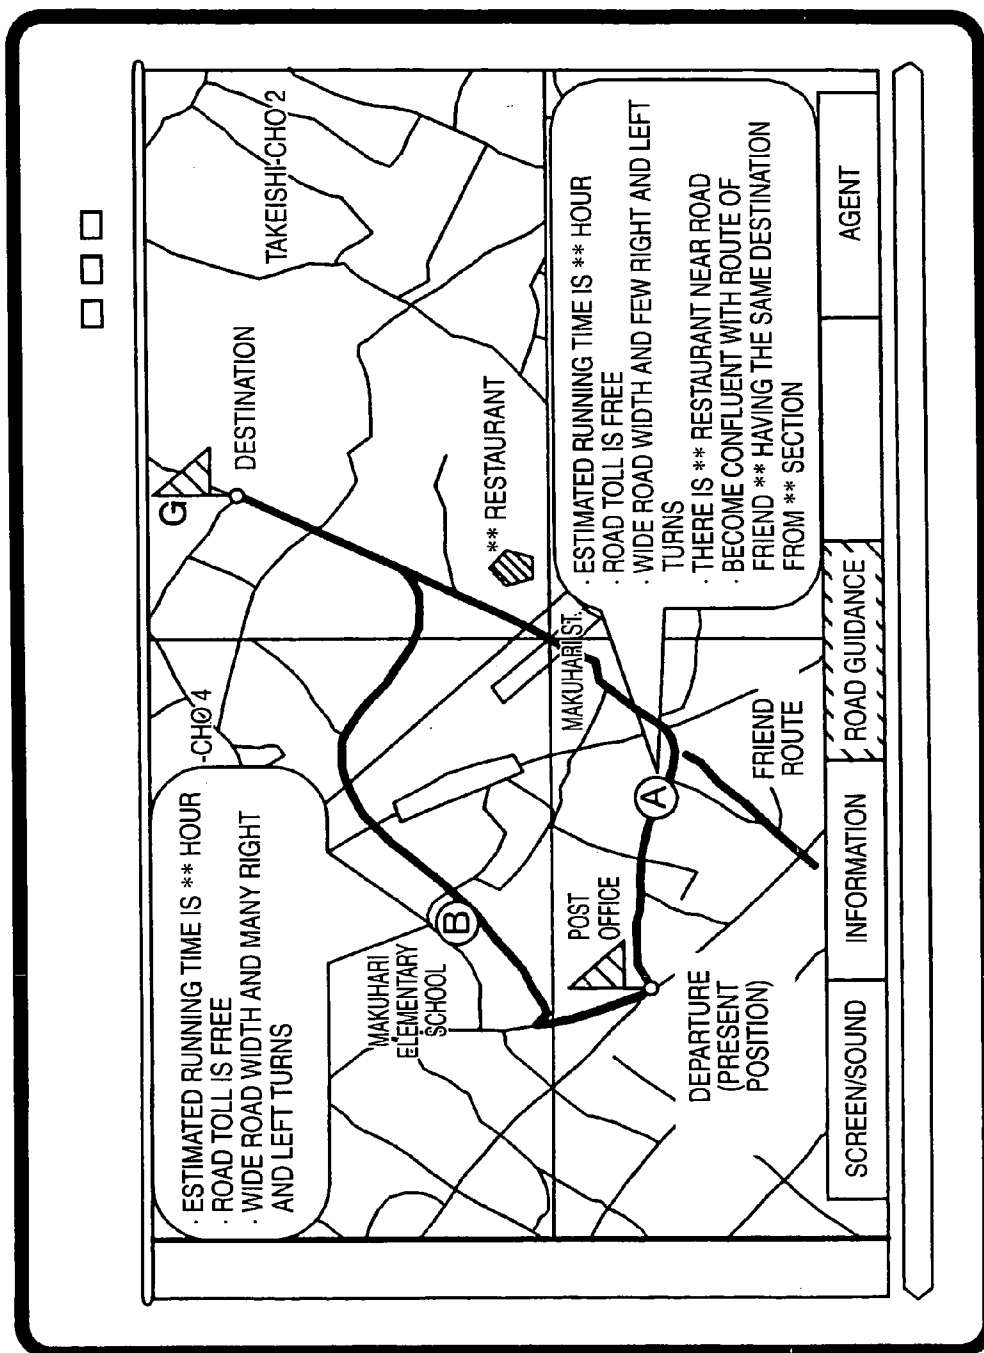 · ESTIMATED RUNNING TIME IS ** HOUR
· ROAD TOLL IS FREE
· WIDE ROAD WIDTH AND MANY RIGHT
AND LEFT TURNS
-CHO 4
G
DESTINATION
TAKEISHI-CHO 2
MAKUHARI
ELEMENTARY
SCHOOL
B
** RESTAURANT
MAKUHARI ST.
POST
OFFICE
A
DEPARTURE
(PRESENT
POSITION)
FRIEND
ROUTE
· ESTIMATED RUNNING TIME IS ** HOUR
· ROAD TOLL IS FREE
· WIDE ROAD WIDTH AND FEW RIGHT AND LEFT
TURNS
· THERE IS ** RESTAURANT NEAR ROAD
· BECOME CONFLUENT WITH ROUTE OF
FRIEND ** HAVING THE SAME DESTINATION
FROM ** SECTION
SCREEN/SOUND
INFORMATION
ROAD GUIDANCE
AGENT